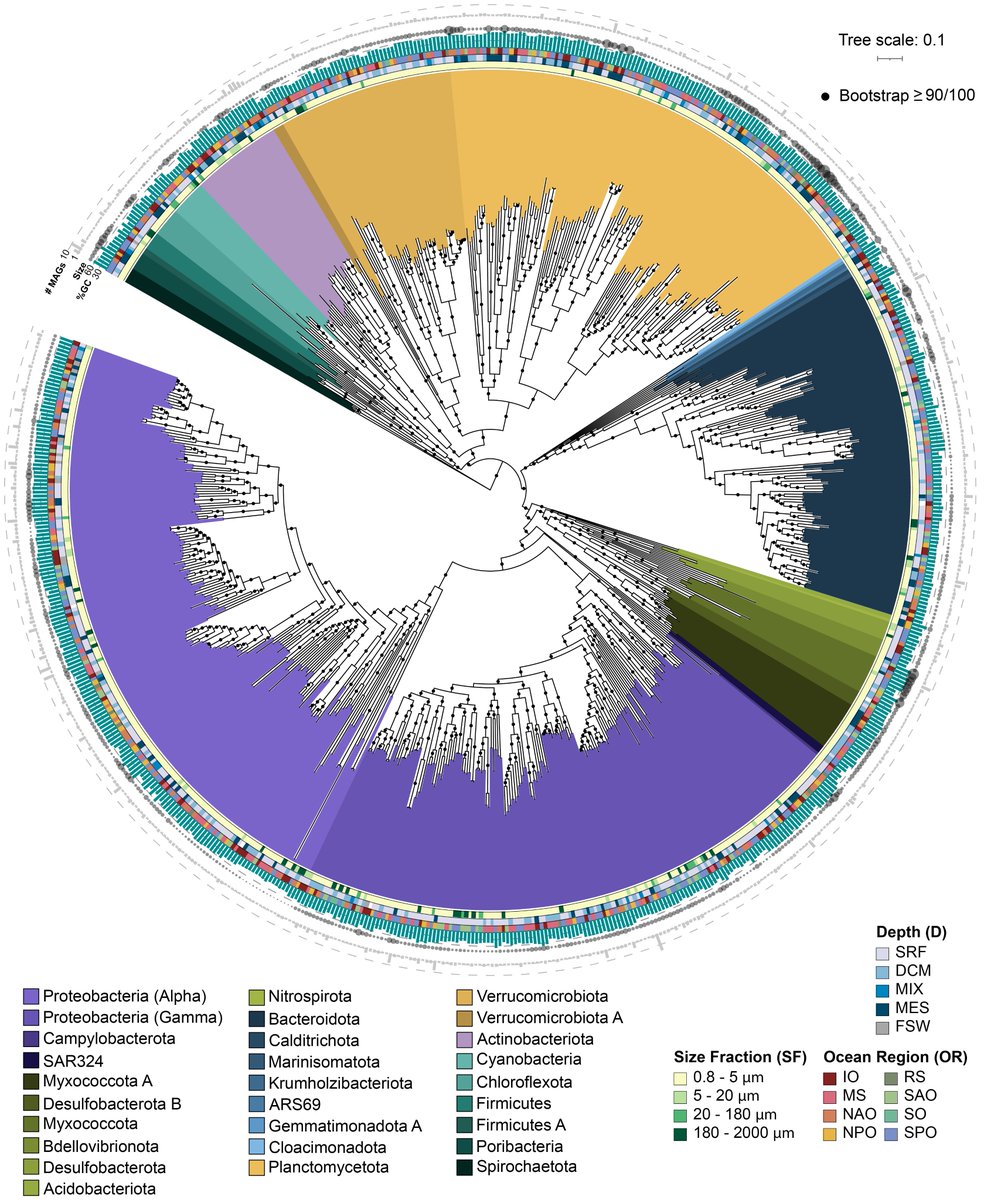 Tree scale: 0.1
Bootstrap ≥ 90/100
# MAGs
10
1
Size
60
%GC
30
Depth (D)
SRF
DCM
MIX
MES
FSW
Proteobacteria (Alpha)
Proteobacteria (Gamma)
Campylobacterota
SAR324
Myxococcota A
Desulfobacterota B
Myxococcota
Bdellovibrionota
Desulfobacterota
Acidobacteriota
Nitrospirota
Bacteroidota
Calditrichota
Marinisomatota
Krumholzibacteriota
ARS69
Gemmatimonadota A
Cloacimonadota
Planctomycetota
Verrucomicrobiota
Verrucomicrobiota A
Actinobacteriota
Cyanobacteria
Chloroflexota
Firmicutes
Firmicutes A
Poribacteria
Spirochaetota
Size Fraction (SF)
0.8 - 5 µm
5 - 20 µm
20 - 180 µm
180 - 2000 µm
Ocean Region (OR)
IO
MS
NAO
NPO
RS
SAO
SO
SPO